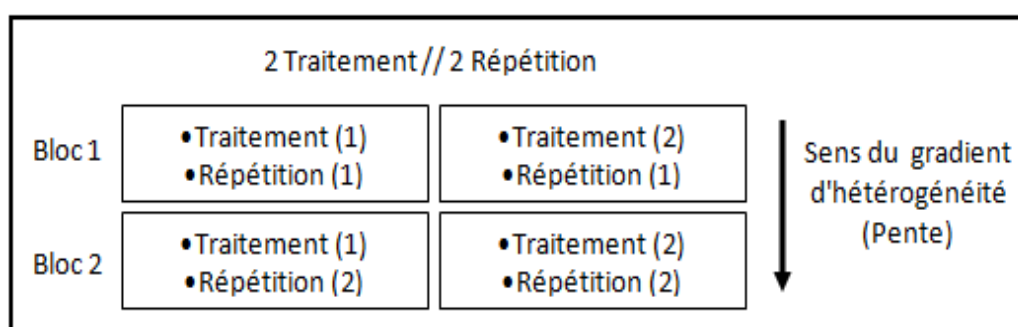 2 Traitement // 2 Répétition
Bloc 1
•Traitement (1)
•Répétition (1)
•Traitement (2)
•Répétition (1)
Bloc 2
•Traitement (1)
•Répétition (2)
•Traitement (2)
•Répétition (2)
Sens du gradient
d'hétérogénéité
(Pente)